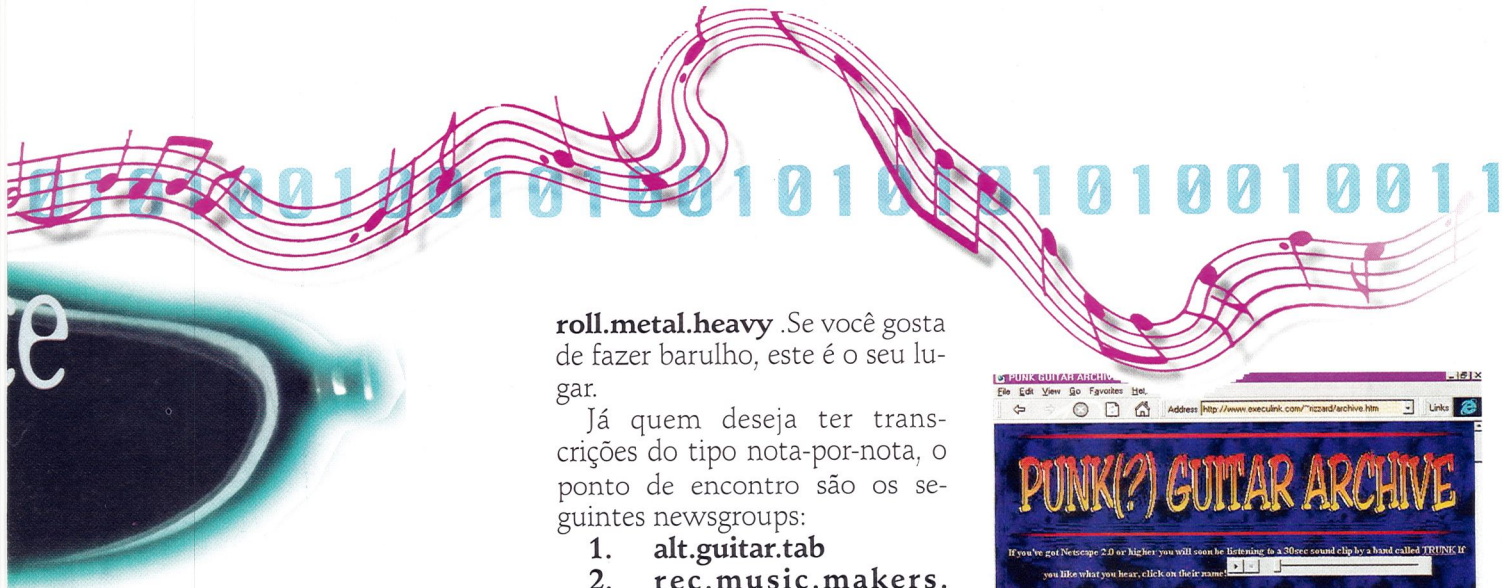 0101001010100101010101010010011
te
roll.metal.heavy .Se você gosta
de fazer barulho, este é o seu lu-
gar.
Já quem deseja ter trans-
crições do tipo nota-por-nota, o
ponto de encontro são os se-
guintes newsgroups:
1. alt.guitar.tab
2. rec.music.makers.
PUNK GUITAR ARCHIV
File Edit View Go Favorites Hel
Address http://www.execulink.com/~rizzard/archive.htm Links
PUNK(?) GUITAR ARCHIVE
If you've got Netscape 2.0 or higher you will soon be listening to a 30sec sound clip by a band called TRUNK If
you like what you hear, click on their name!